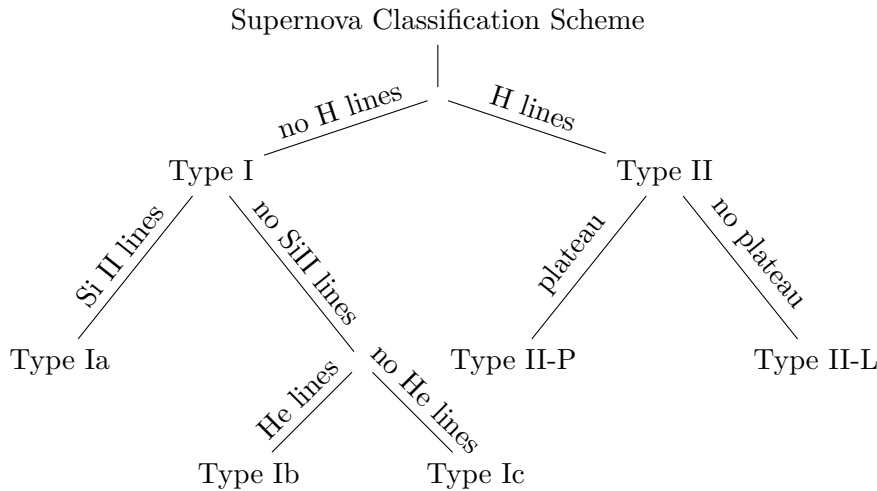 Supernova Classification Scheme
no H lines
H lines
Type I
Type II
Si II lines
no SiII lines
plateau
no plateau
Type Ia
Type II-P
Type II-L
He lines
no He lines
Type Ib
Type Ic